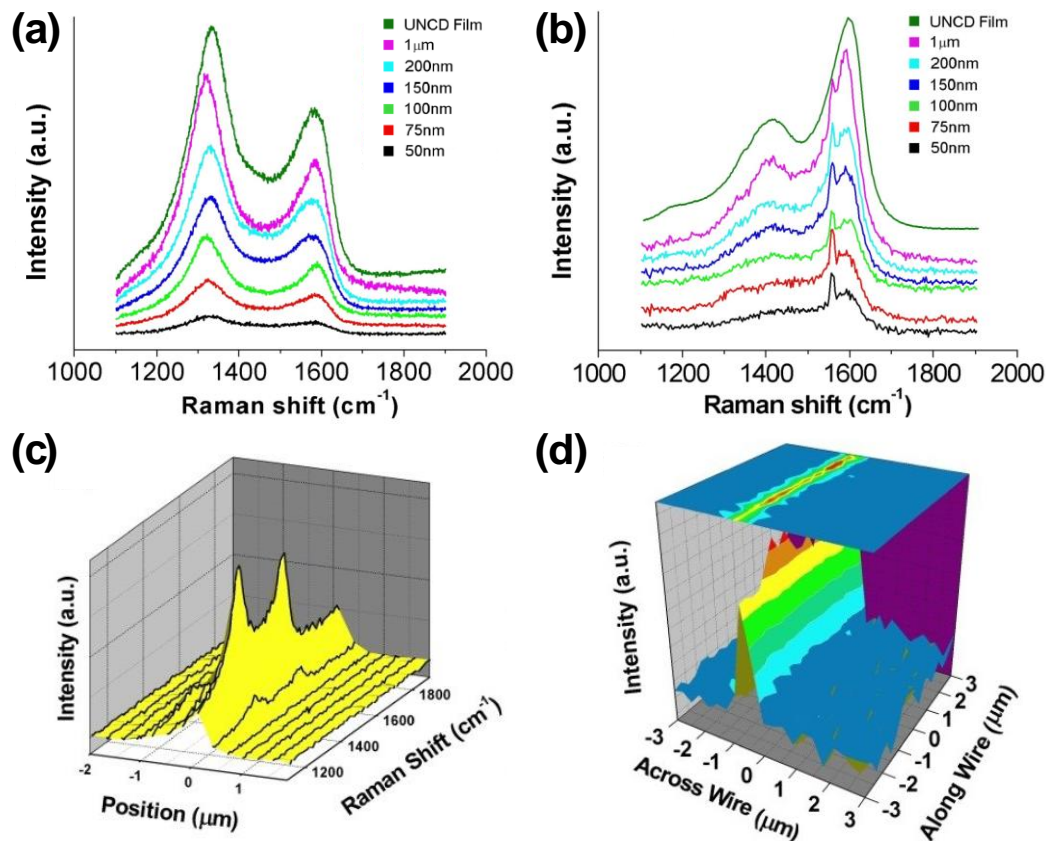 (a)
UNCD Film
1μm
200nm
150nm
100nm
75nm
50nm
Intensity (a.u.)
1000 1200 1400 1600 1800 2000
Raman shift (cm⁻¹)
(b)
UNCD Film
1μm
200nm
150nm
100nm
75nm
50nm
Intensity (a.u.)
1000 1200 1400 1600 1800 2000
Raman shift (cm⁻¹)
(c)
Intensity (a.u.)
-2 -1 0 1
Position (μm)
1200 1400 1600 1800
Raman Shift (cm⁻¹)
(d)
Intensity (a.u.)
-3 -2 -1 0 1 2 3
Across Wire (μm)
-3 -2 -1 0 1 2 3
Along Wire (μm)